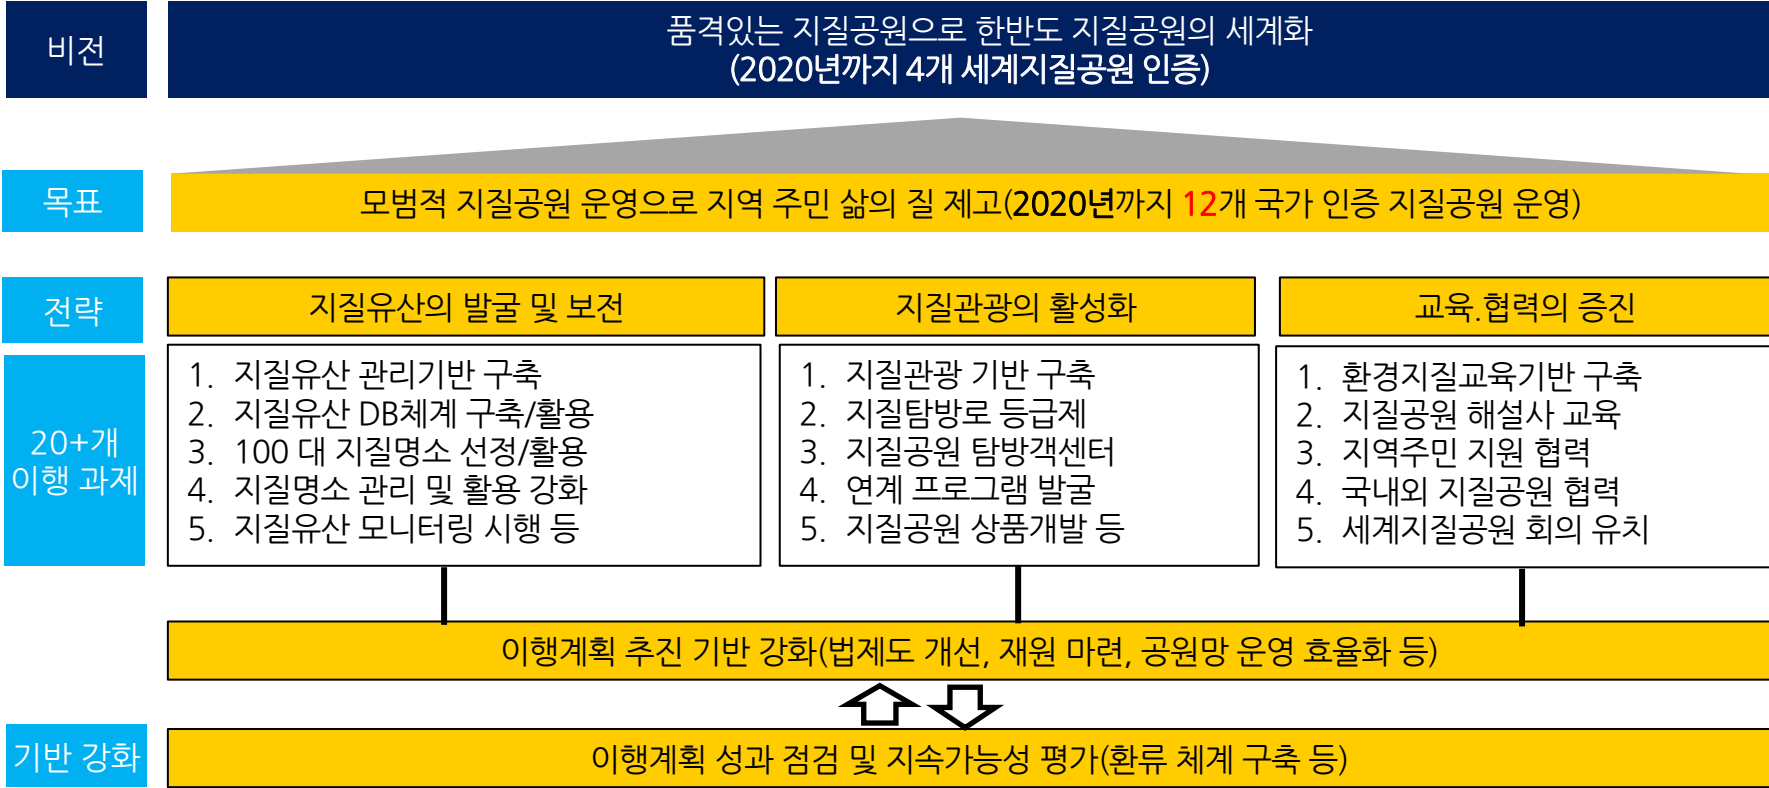 비전
품격있는 지질공원으로 한반도 지질공원의 세계화
(2020년까지 4개 세계지질공원 인증)
목표
모범적 지질공원 운영으로 지역 주민 삶의 질 제고(2020년까지 12개 국가 인증 지질공원 운영)
전략
지질유산의 발굴 및 보전
지질관광의 활성화
교육.협력의 증진
20+개
이행 과제
1. 지질유산 관리기반 구축
2. 지질유산 DB체계 구축/활용
3. 100 대 지질명소 선정/활용
4. 지질명소 관리 및 활용 강화
5. 지질유산 모니터링 시행 등
1. 지질관광 기반 구축
2. 지질탐방로 등급제
3. 지질공원 탐방객센터
4. 연계 프로그램 발굴
5. 지질공원 상품개발 등
1. 환경지질교육기반 구축
2. 지질공원 해설사 교육
3. 지역주민 지원 협력
4. 국내외 지질공원 협력
5. 세계지질공원 회의 유치
이행계획 추진 기반 강화(법제도 개선, 재원 마련, 공원망 운영 효율화 등)
기반 강화
이행계획 성과 점검 및 지속가능성 평가(환류 체계 구축 등)